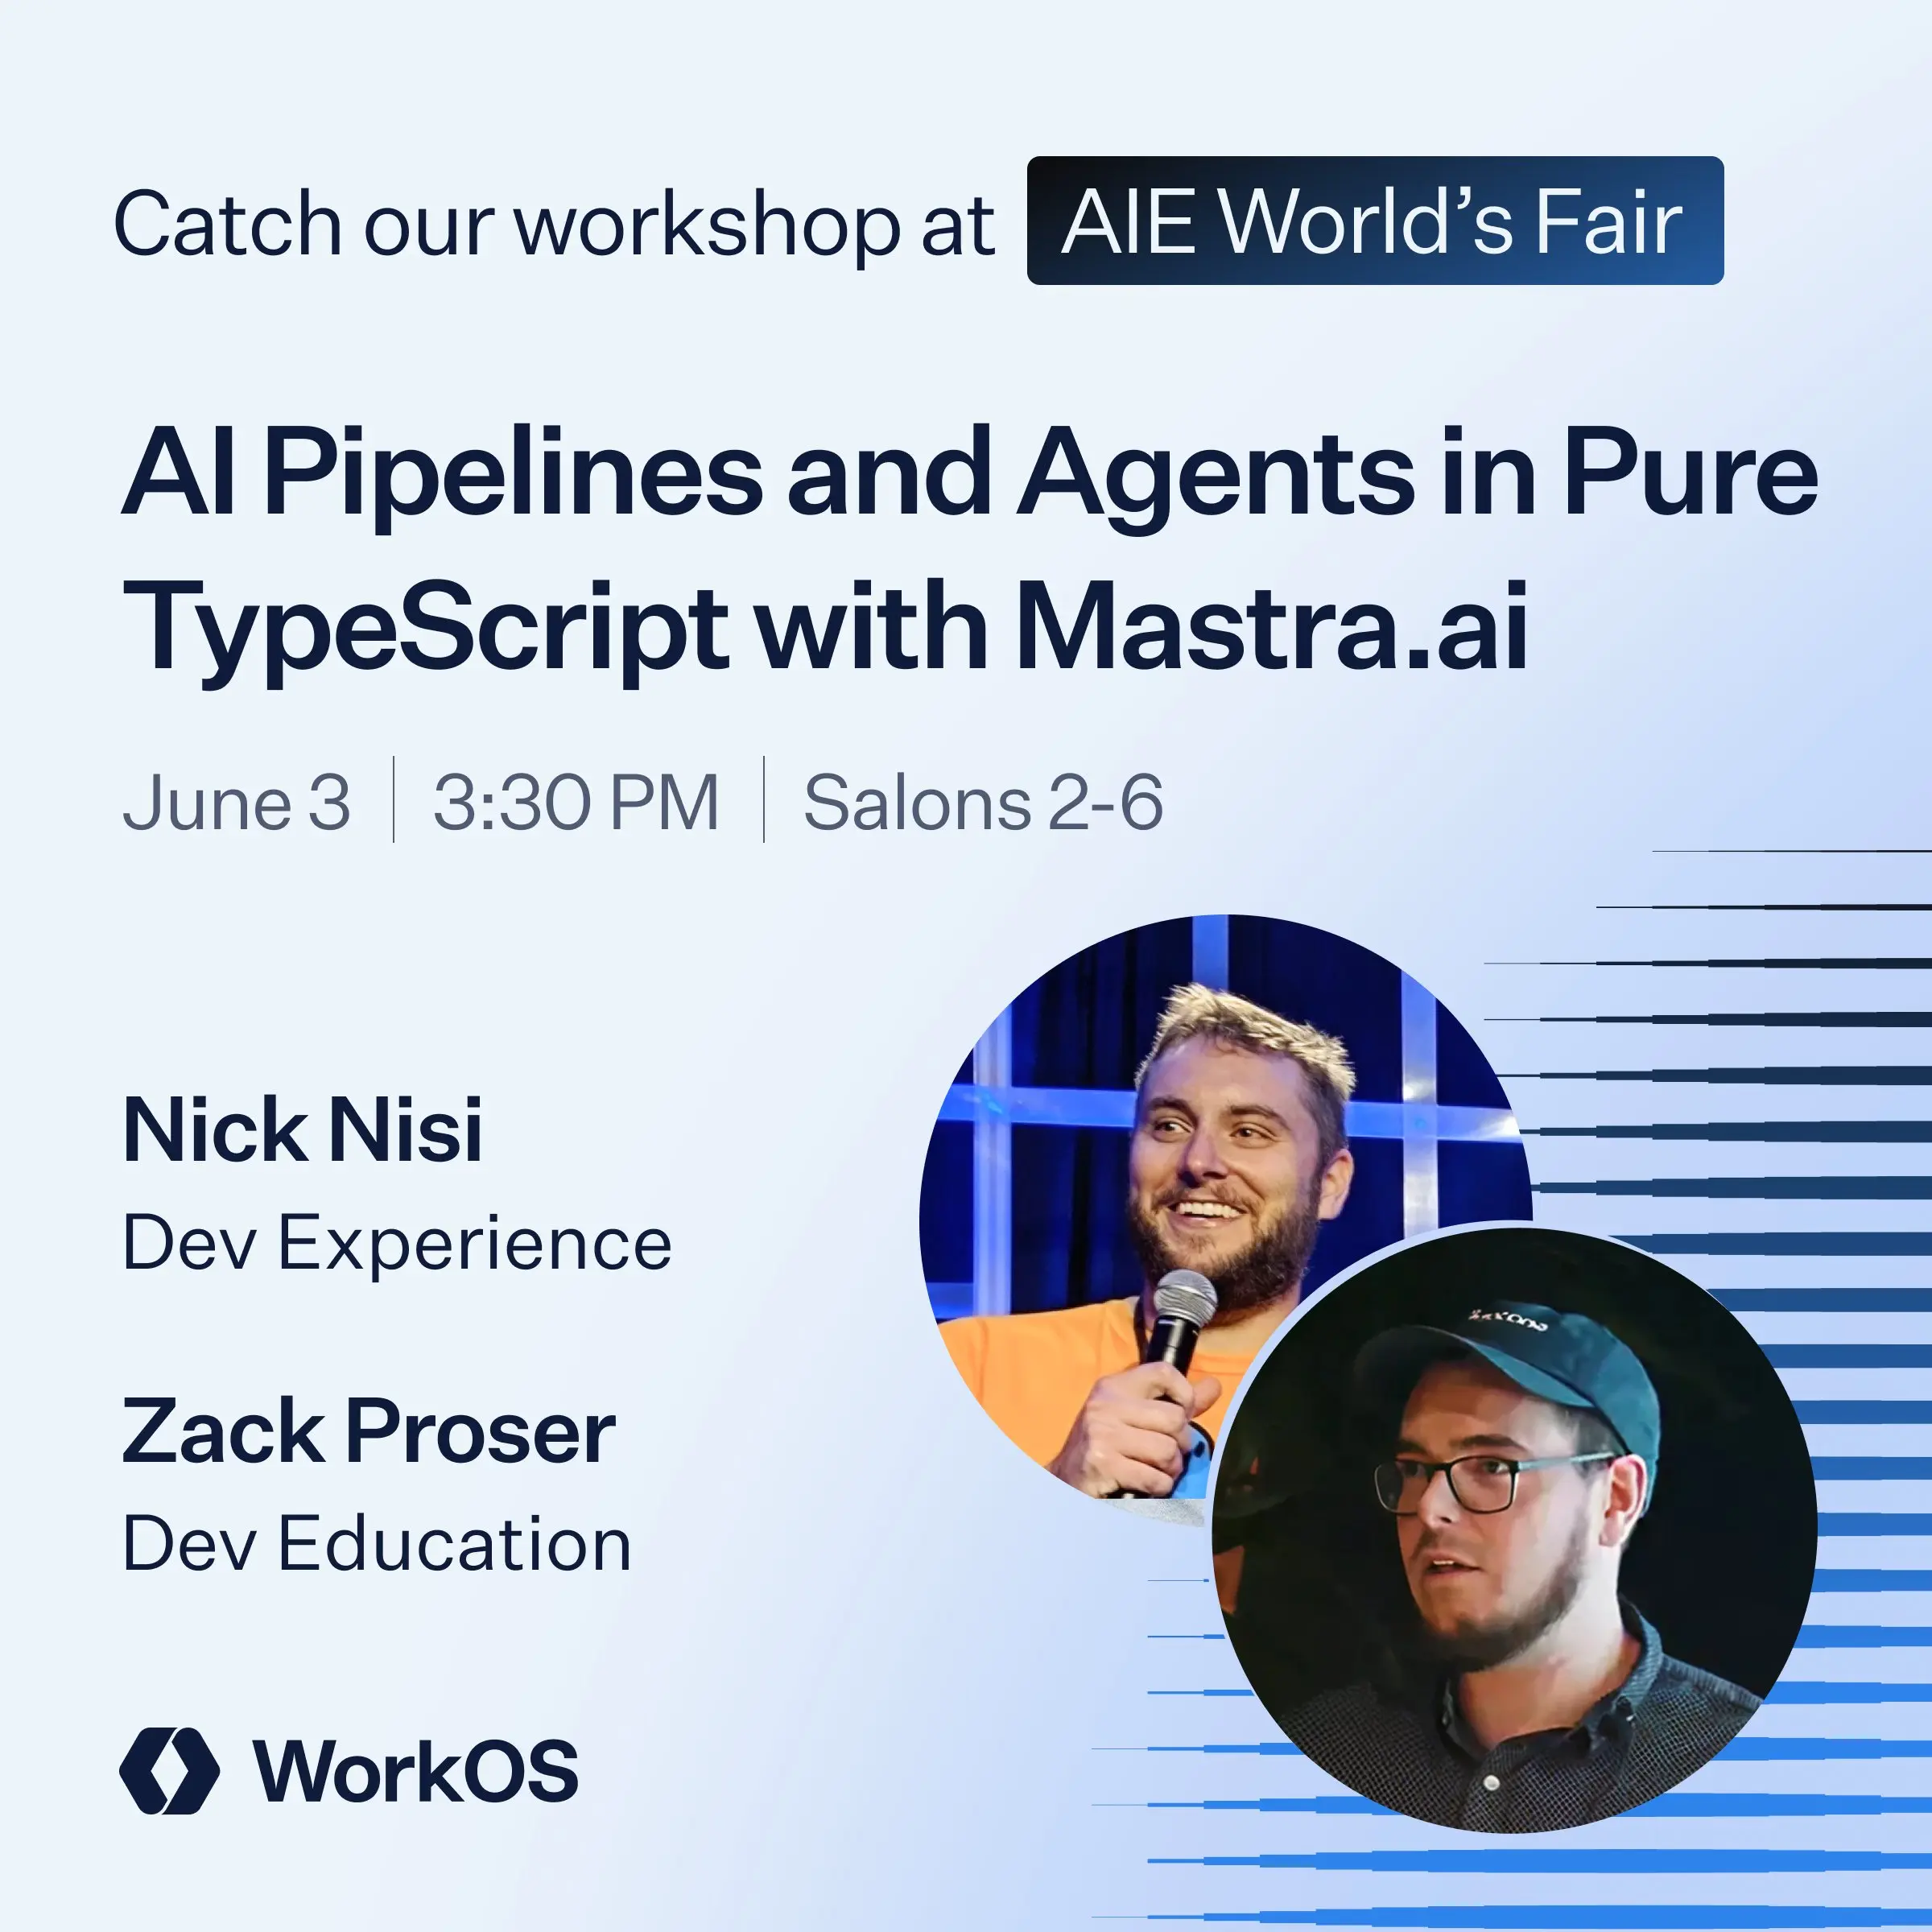 Catch our workshop at AIE World’s Fair
AI Pipelines and Agents in Pure
TypeScript with Mastra.ai
June 3 | 3:30 PM | Salons 2-6
Nick Nisi
Dev Experience
Zack Proser
Dev Education
WorkOS